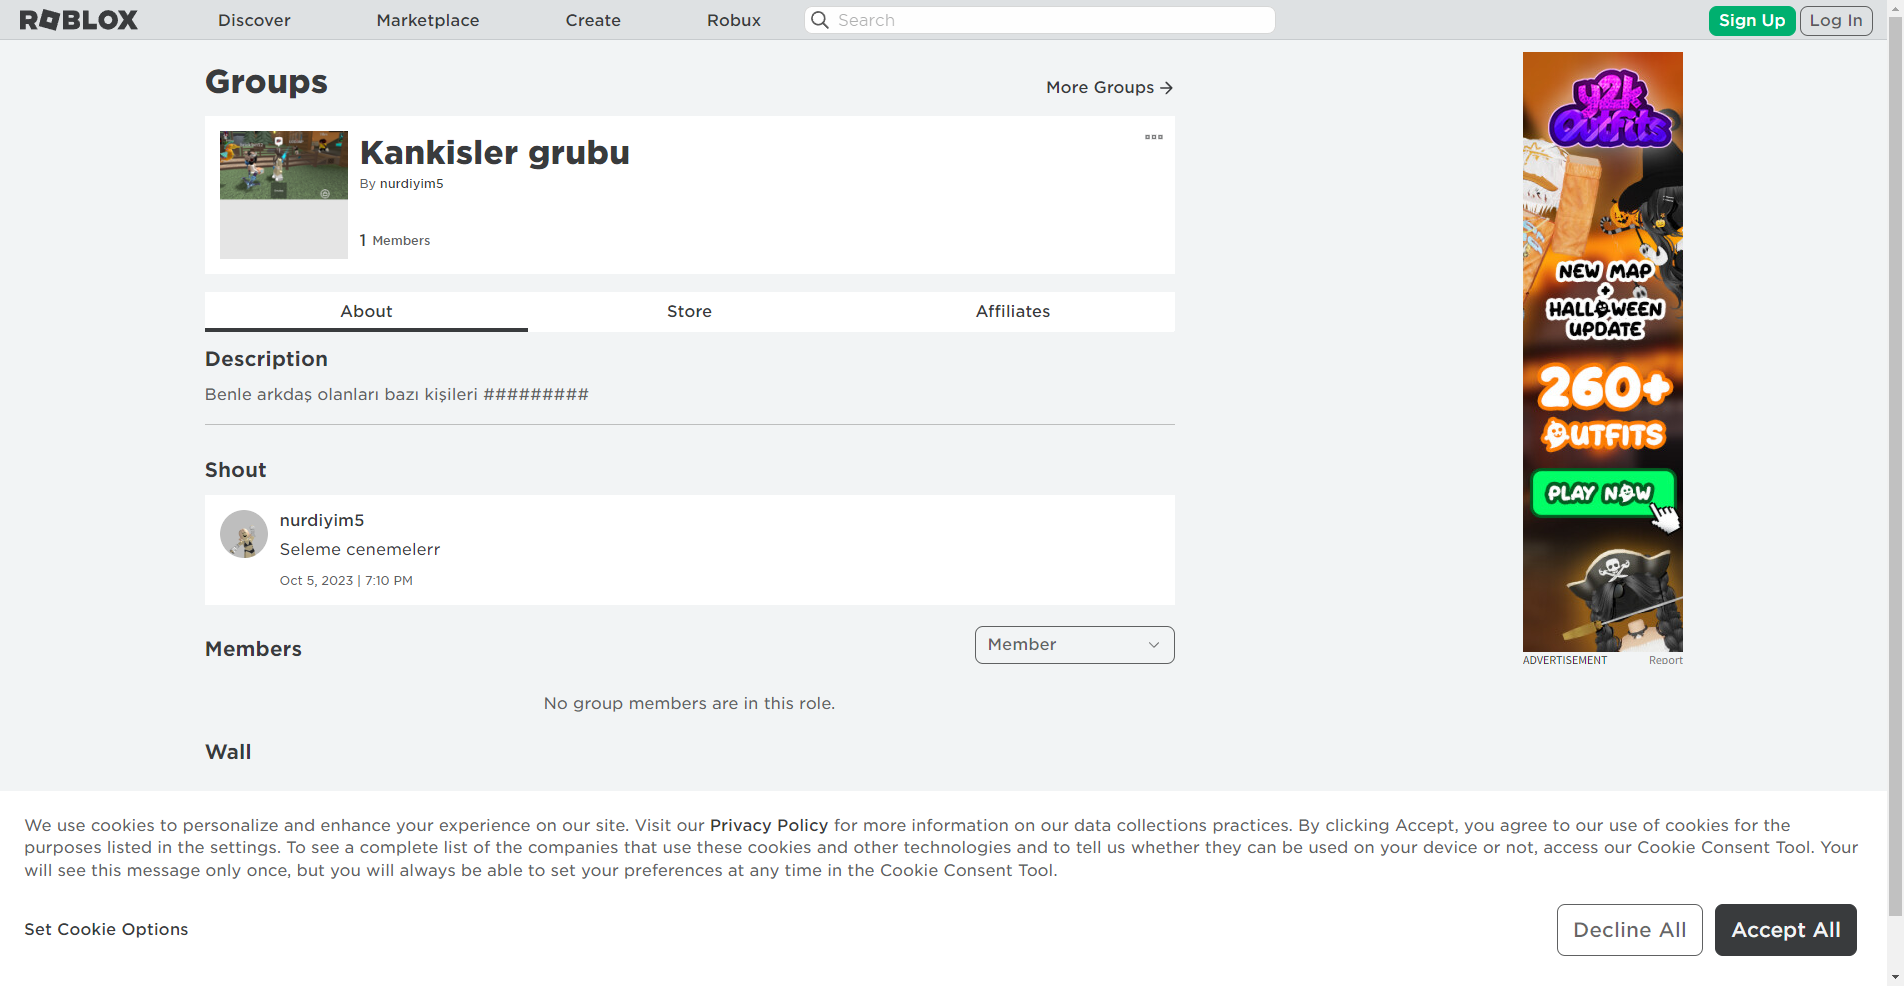 ROBLOX
Discover
Marketplace
Create
Robux
Search
Sign Up
Log In
Groups
More Groups →
Kankisler grubu
By nurdiyim5
1 Members
About
Store
Affiliates
Description
Benle arkdaş olanları bazı kişileri #########
Shout
nurdiyim5
Seleme cenemelerr
Oct 5, 2023 | 7:10 PM
Members
Member
No group members are in this role.
Wall
y2k
Outfits
NEW MAP
+
HALLOWEEN
UPDATE
260+
OUTFITS
PLAY NOW
ADVERTISEMENT
Report
We use cookies to personalize and enhance your experience on our site. Visit our Privacy Policy for more information on our data collections practices. By clicking Accept, you agree to our use of cookies for the
purposes listed in the settings. To see a complete list of the companies that use these cookies and other technologies and to tell us whether they can be used on your device or not, access our Cookie Consent Tool. Your
will see this message only once, but you will always be able to set your preferences at any time in the Cookie Consent Tool.
Set Cookie Options
Decline All
Accept All